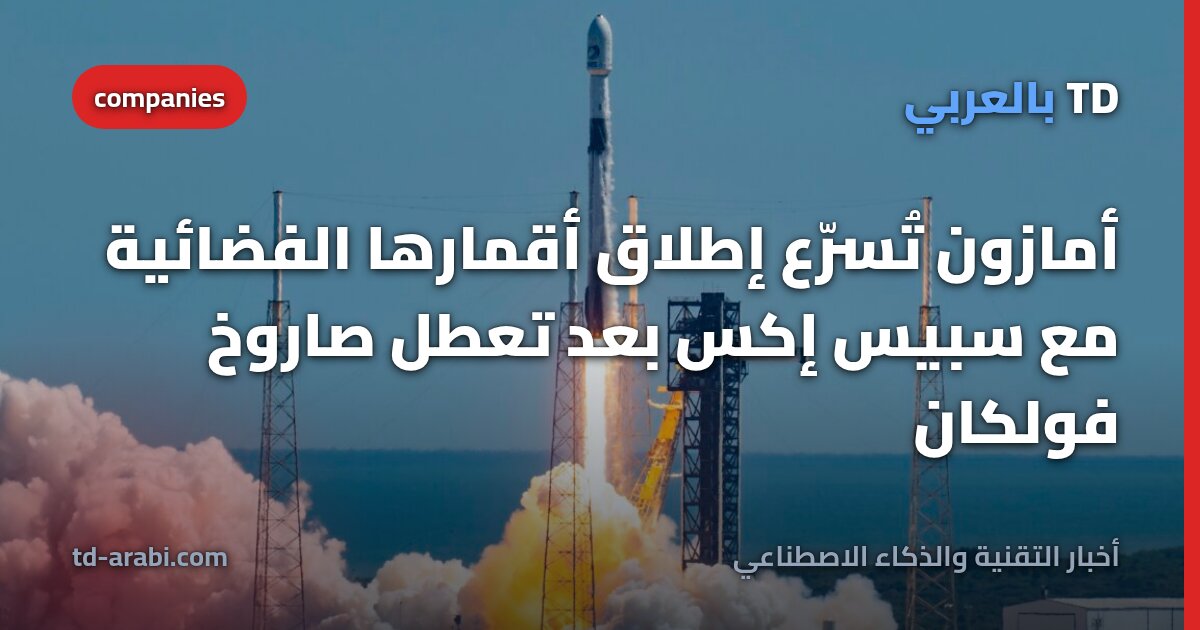 TD بالعربي
companies
أمازون تُسرّع إطلاق أقمارها الفضائية
مع سبيس إكس بعد تعطل صاروخ
فولكان
أخبار التقنية والذكاء الاصطناعي
td-arabi.com